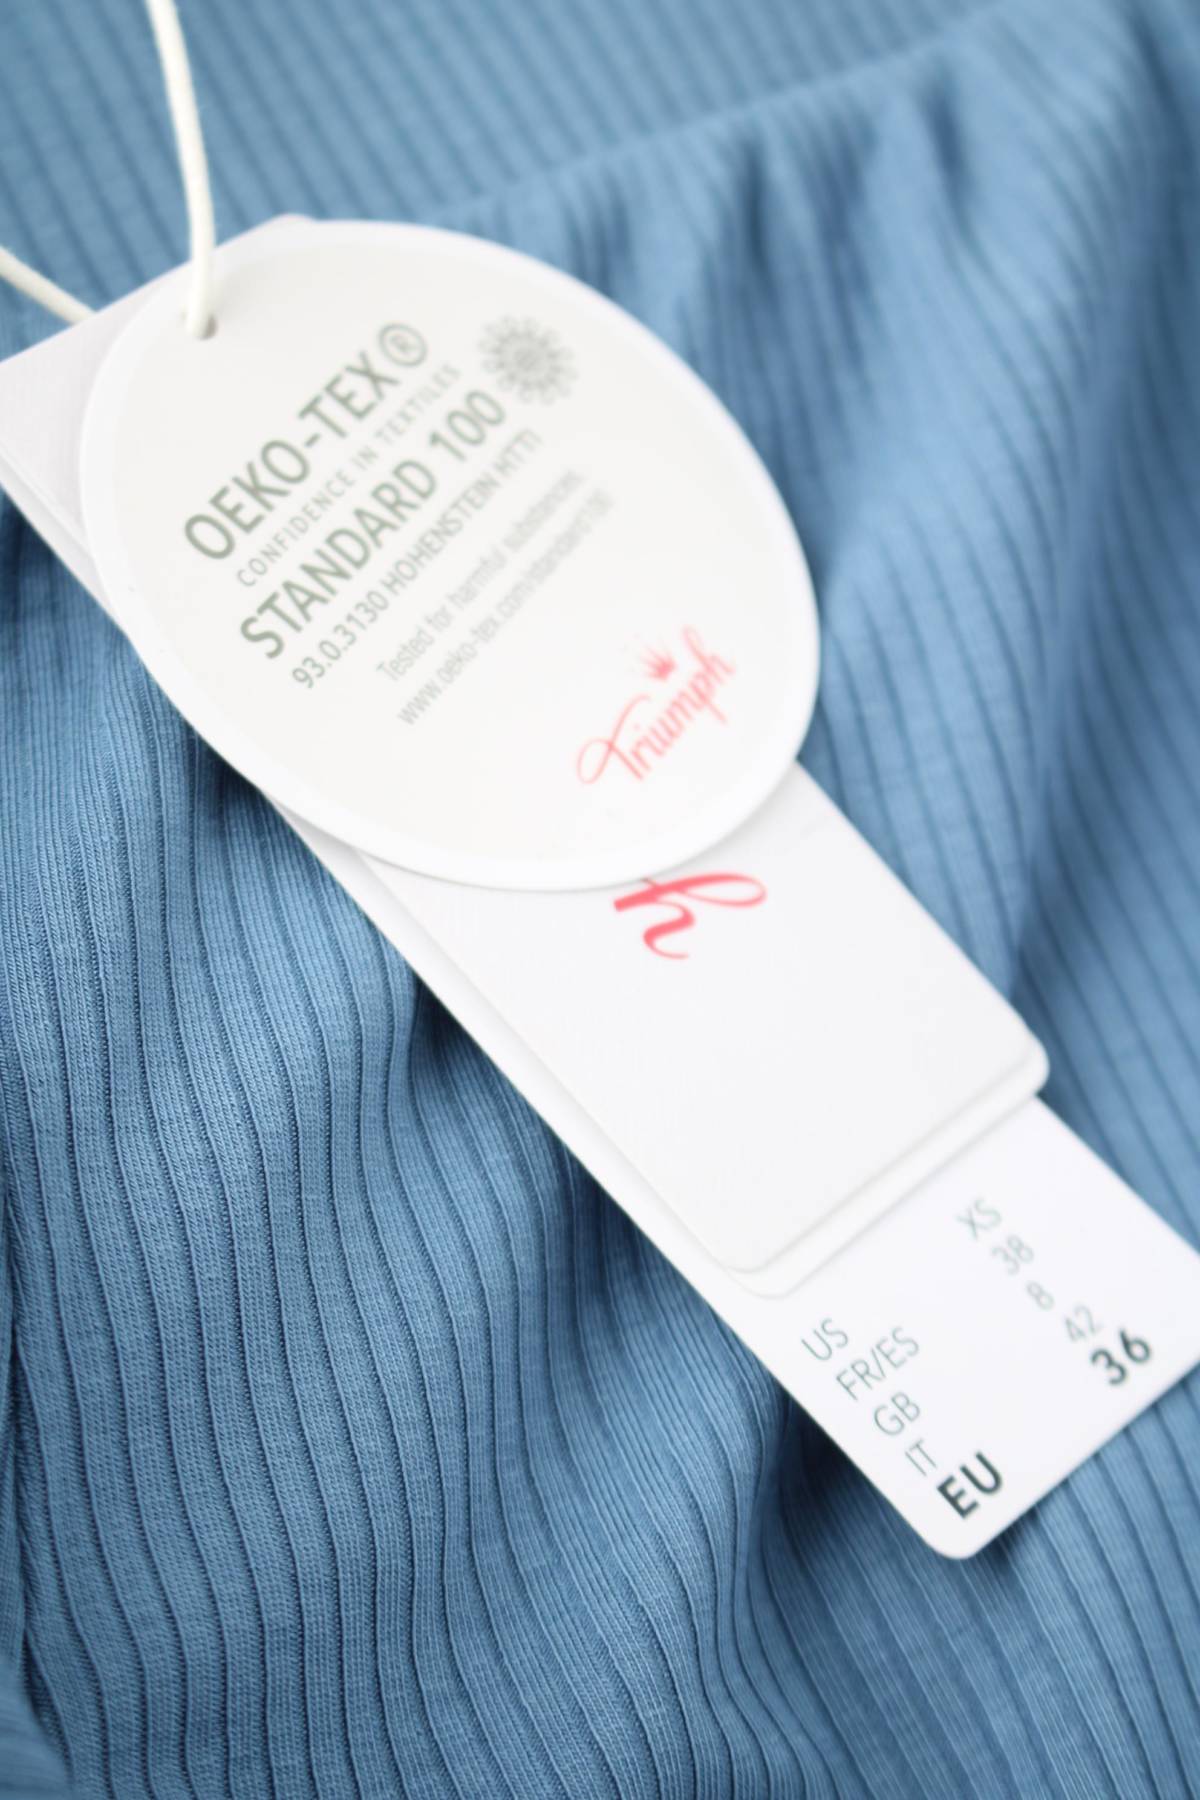 OEKO-TEX®
CONFIDENCE IN TEXTILES
STANDARD 100
93.0.3130 HOHENSTEIN HTTI
Tested for harmful substances.
www.oeko-tex.com/standard100
Triumph
h
US XS
FR/ES 38
GB 8
IT 42
EU 36